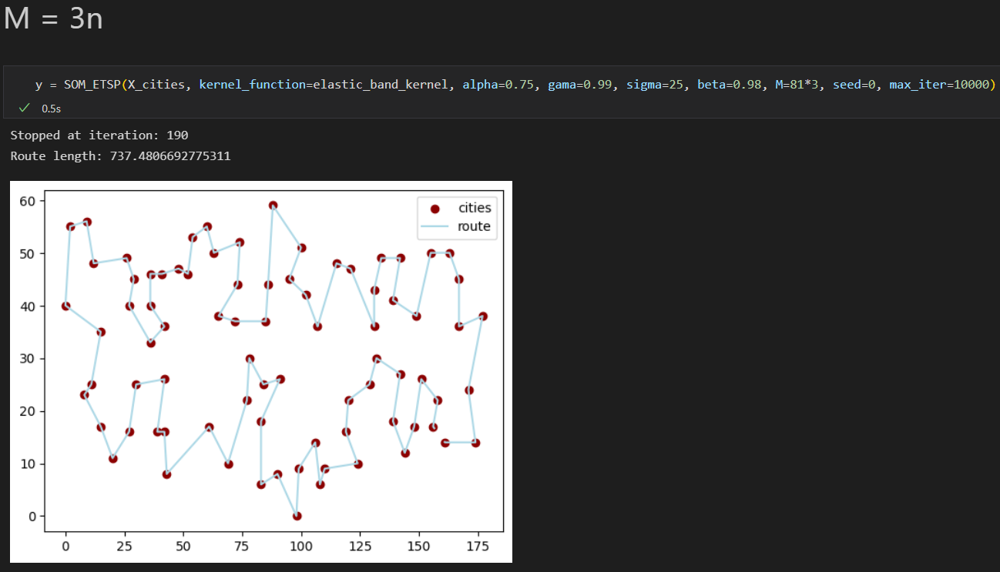 M = 3n
y = SOM_ETSP(X_cities, kernel_function=elastic_band_kernel, alpha=0.75, gama=0.99, sigma=25, beta=0.98, M=81*3, seed=0, max_iter=10000)
0.5s
Stopped at iteration: 190
Route length: 737.4806692775311
cities
route
60
50
40
30
20
10
0
0 25 50 75 100 125 150 175